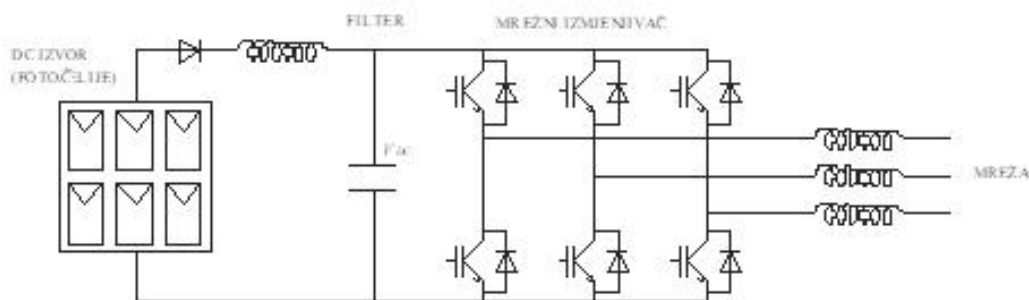 FILTER
MREŽNI IZMJENJIVAČ
DC IZVOR
(FOTOĆELIJE)
MREŽA